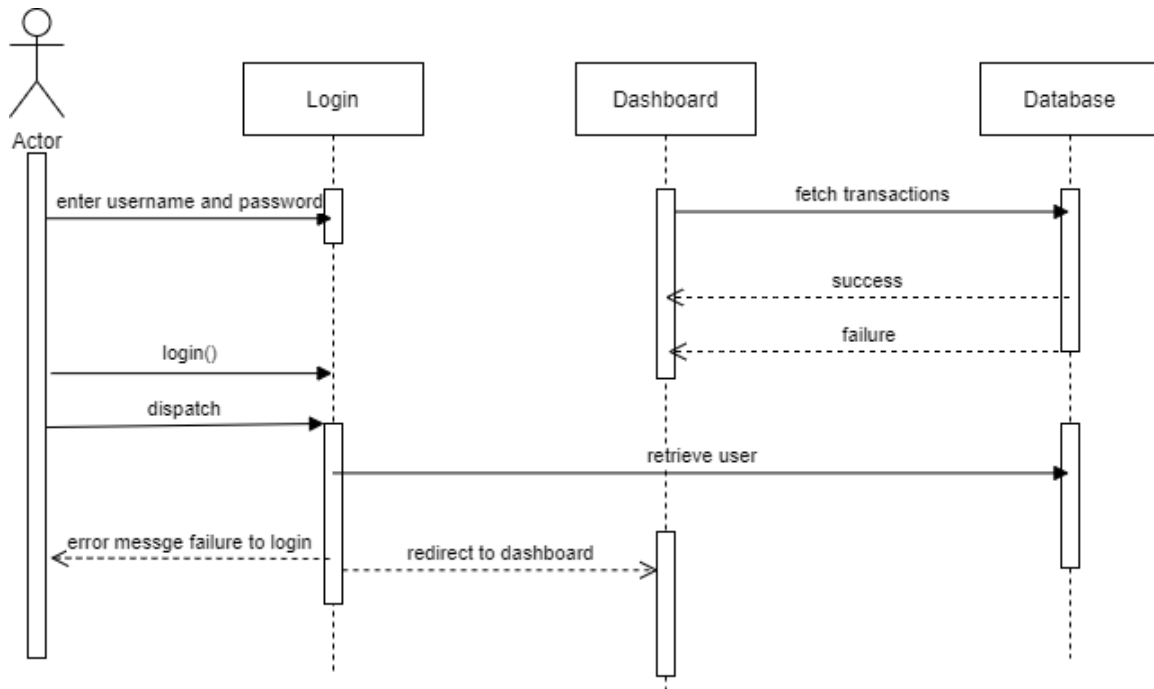 Login
Dashboard
Database
Actor
enter username and password
fetch transactions
success
failure
login()
dispatch
retrieve user
error messge failure to login
redirect to dashboard